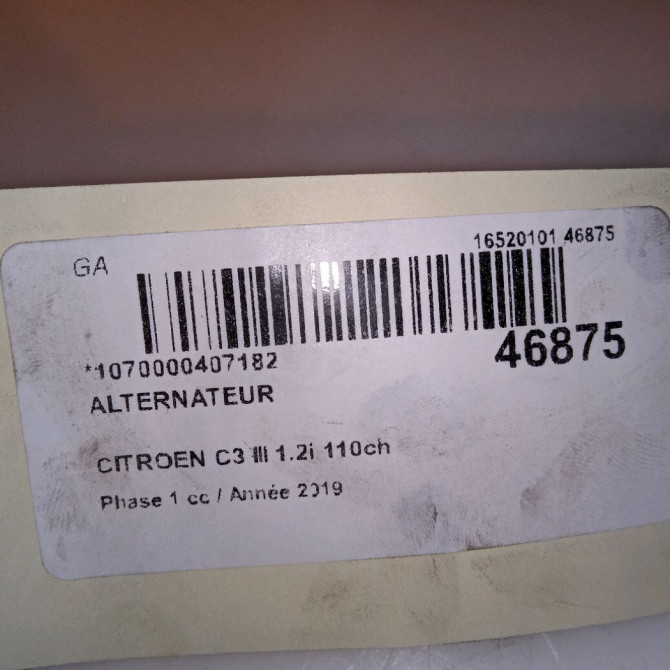 GA
16520101 46875
*1070000407182
46875
ALTERNATEUR
CITROEN C3 III 1.2i 110ch
Phase 1 cc / Année 2019